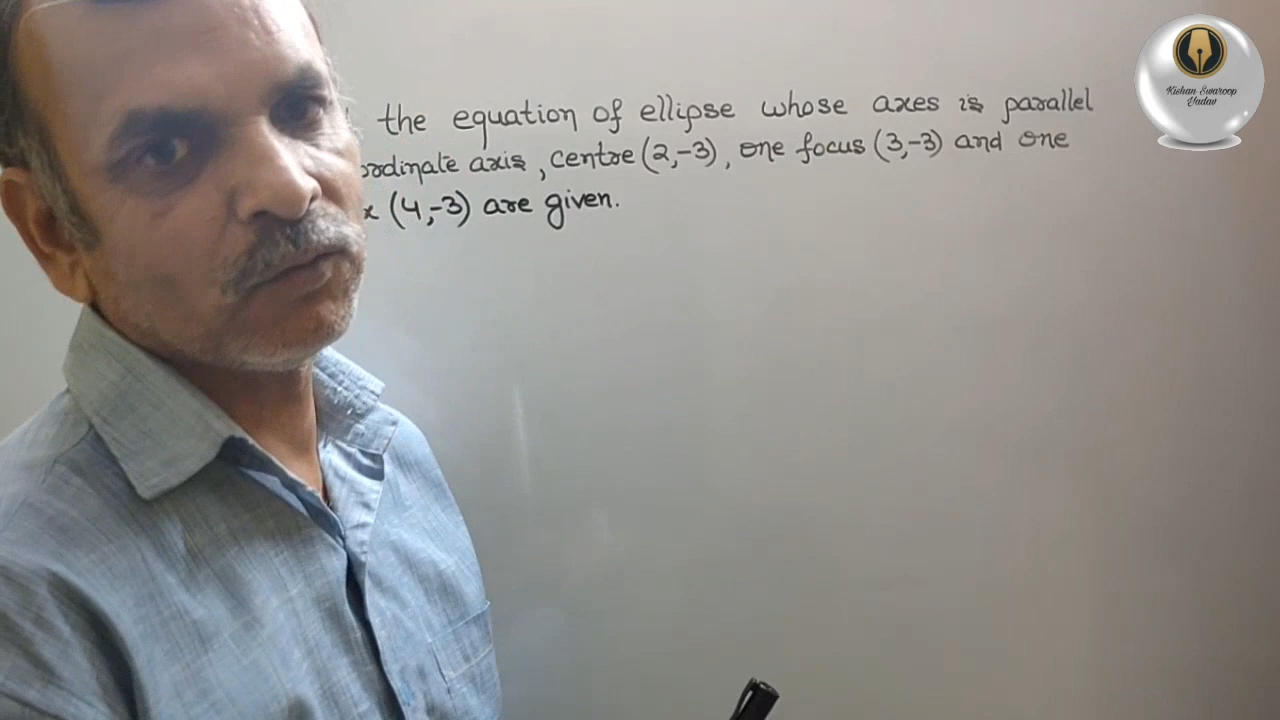 the equation of ellipse whose axes is parallel
ordinate axis, centre (2,-3), one focus (3,-3) and one
x (4,-3) are given.
Kishan Swaroop
Yadav